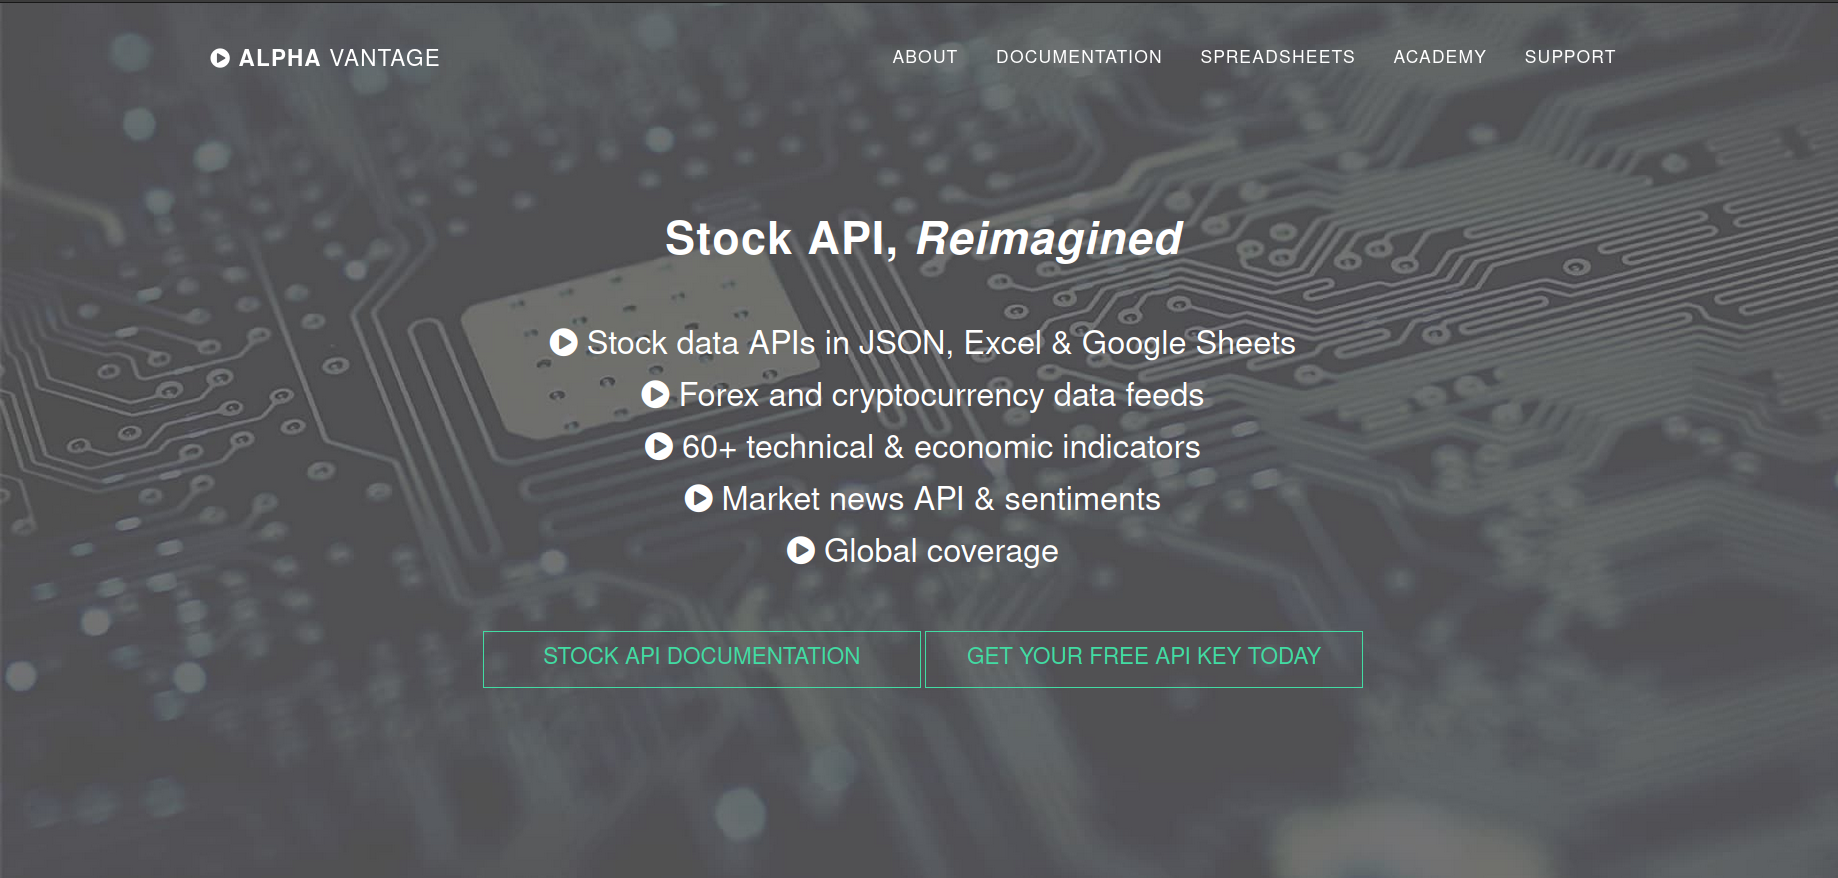 ALPHA VANTAGE
ABOUT DOCUMENTATION SPREADSHEETS ACADEMY SUPPORT
Stock API, Reimagined
Stock data APIs in JSON, Excel & Google Sheets
Forex and cryptocurrency data feeds
60+ technical & economic indicators
Market news API & sentiments
Global coverage
STOCK API DOCUMENTATION
GET YOUR FREE API KEY TODAY